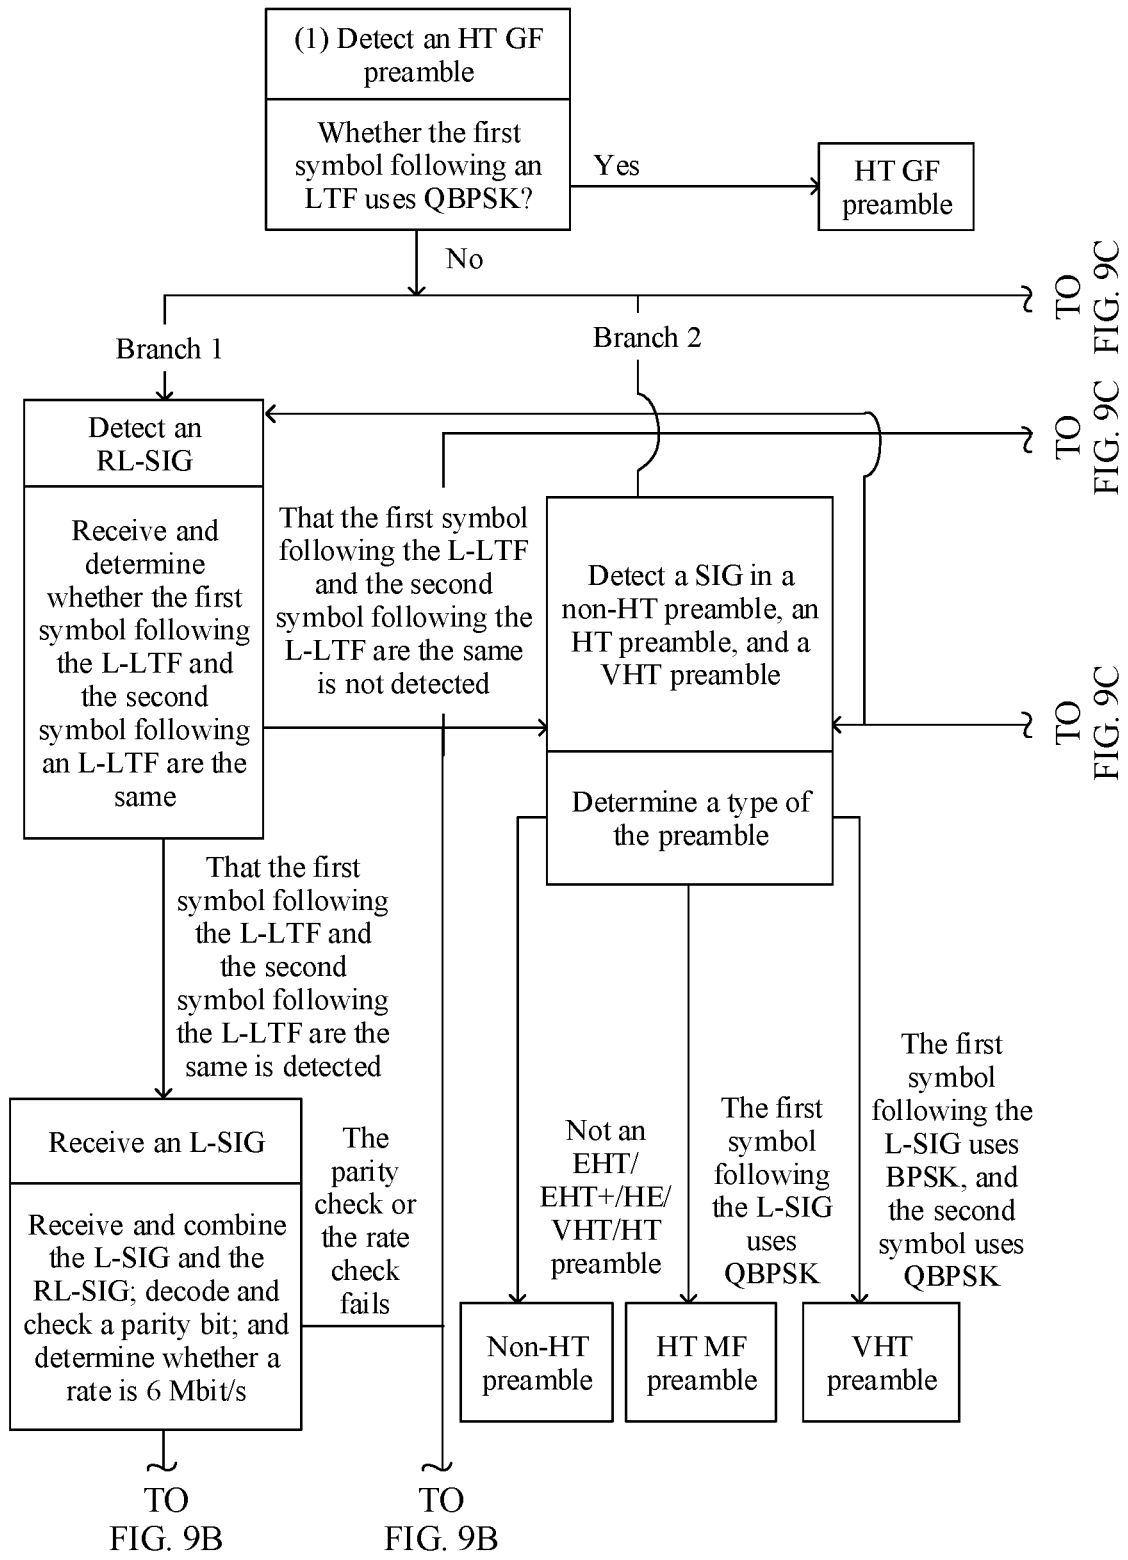 (1) Detect an HT GF
preamble
Whether the first
symbol following an
LTF uses QBPSK?
Yes
HT GF
preamble
No
TO
FIG. 9C
Branch 1
Branch 2
Detect an
RL-SIG
TO
FIG. 9C
Receive and
determine
whether the first
symbol following
the L-LTF and
the second
symbol following
an L-LTF are the
same
That the first symbol
following the L-LTF
and the second
symbol following the
L-LTF are the same
is not detected
Detect a SIG in a
non-HT preamble, an
HT preamble, and a
VHT preamble
TO
FIG. 9C
Determine a type of
the preamble
That the first
symbol following
the L-LTF and
the second
symbol following
the L-LTF are the
same is detected
Receive an L-SIG
Receive and combine
the L-SIG and the
RL-SIG; decode and
check a parity bit; and
determine whether a
rate is 6 Mbit/s
The
parity
check or
the rate
check
fails
Not an
EHT/
EHT+/HE/
VHT/HT
preamble
The first
symbol
following
the L-SIG
uses
QBPSK
The first
symbol
following the
L-SIG uses
BPSK, and
the second
symbol uses
QBPSK
Non-HT
preamble
HT MF
preamble
VHT
preamble
TO
FIG. 9B
TO
FIG. 9B